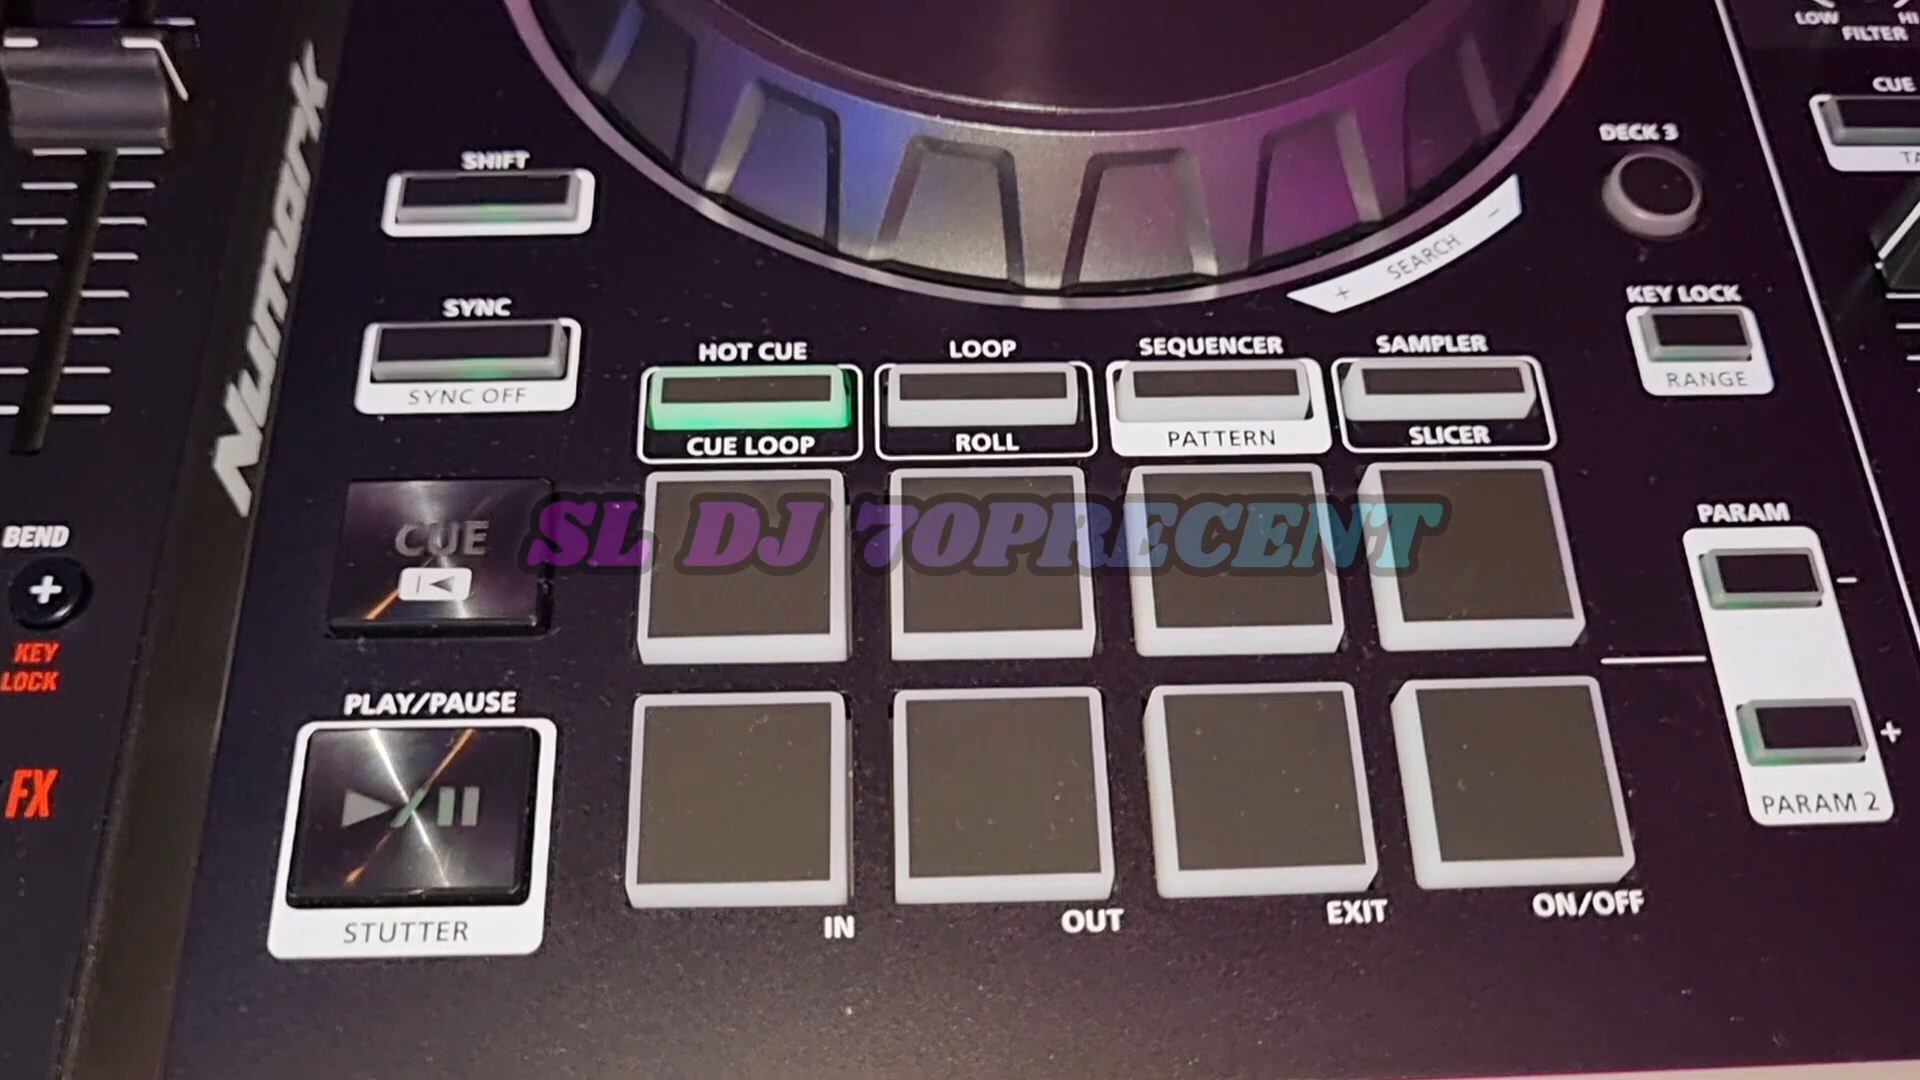 LOW HI
FILTER
CUE
DECK 3
SHIFT
+ SEARCH -
Numark
SYNC
SYNC OFF
KEY LOCK
RANGE
HOT CUE
LOOP
SEQUENCER
SAMPLER
CUE LOOP
ROLL
PATTERN
SLICER
CUE
SL DJ 70PRECENT
PARAM
-
+
PARAM 2
BEND
+
KEY
LOCK
FX
PLAY/PAUSE
STUTTER
IN
OUT
EXIT
ON/OFF